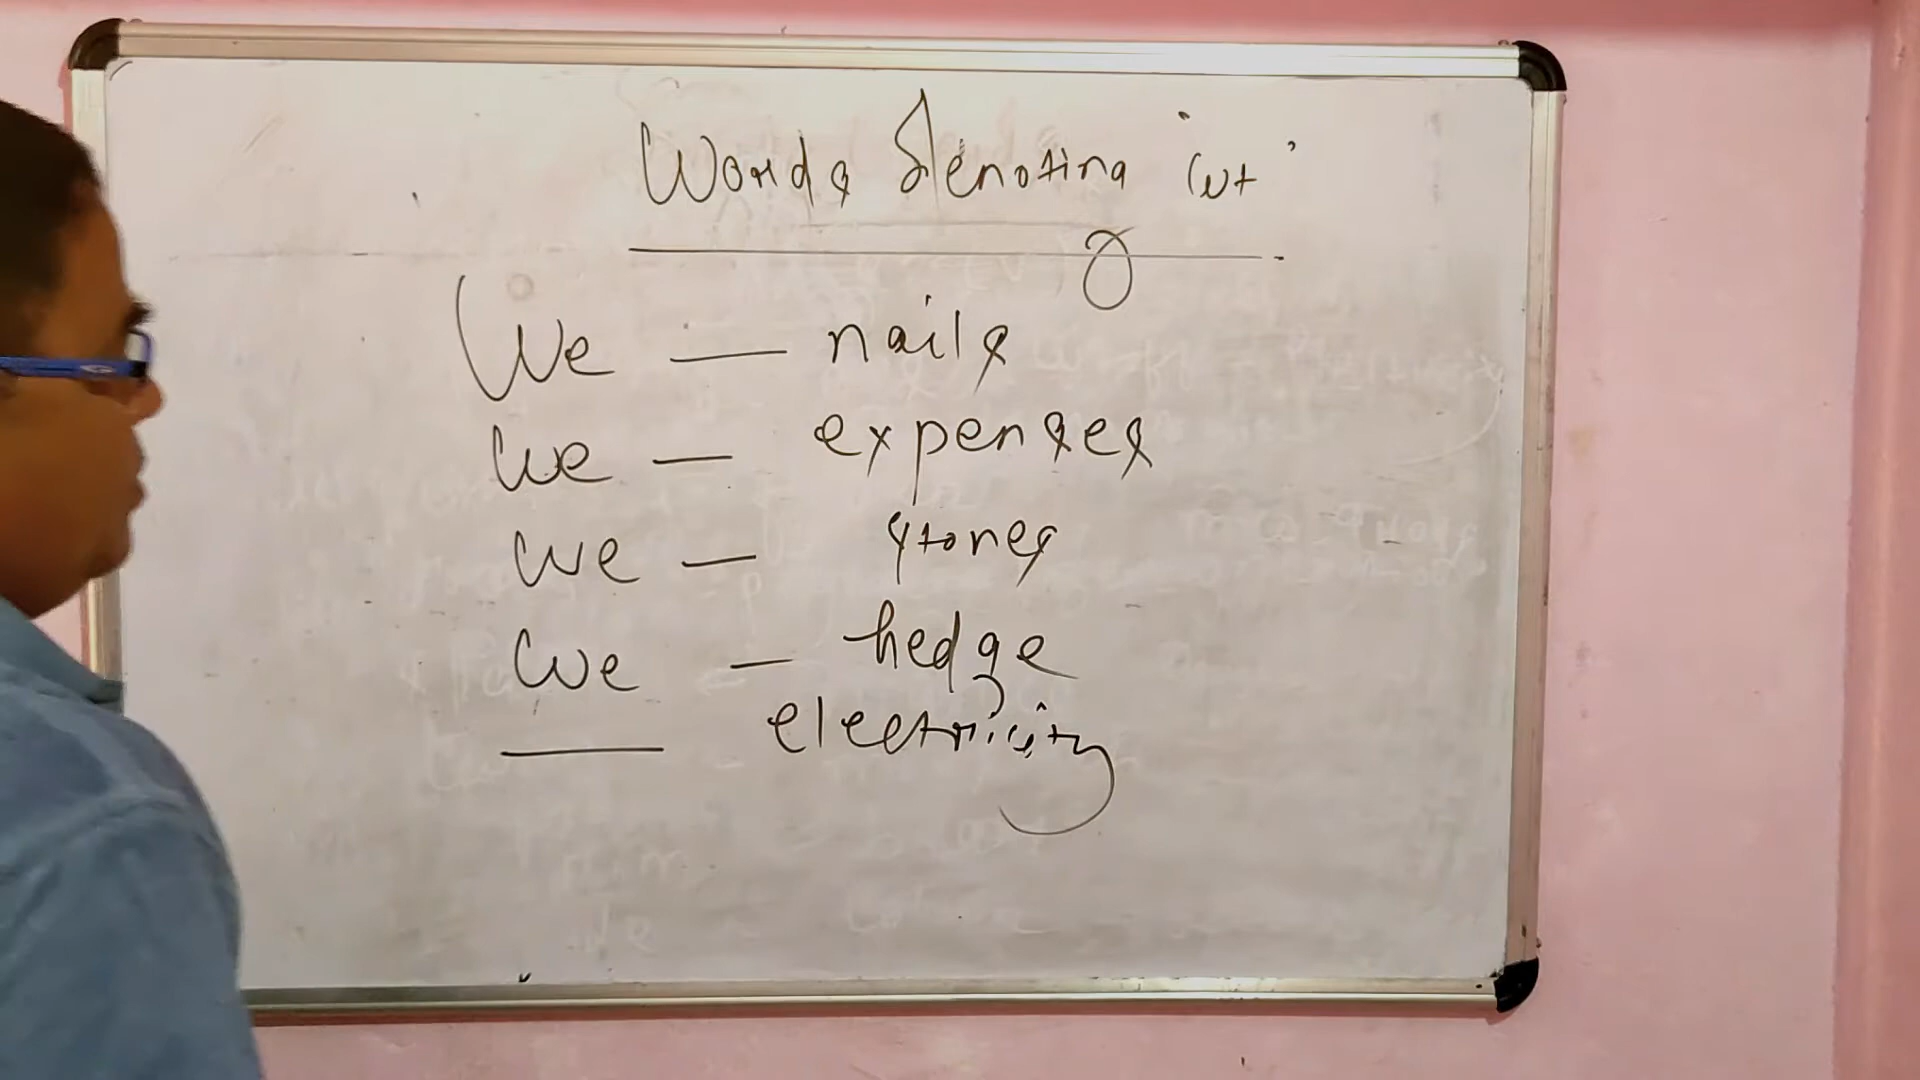 Words denoting 'cut'
We — nails
We — expenses
We — stones
We — hedge
— electricity